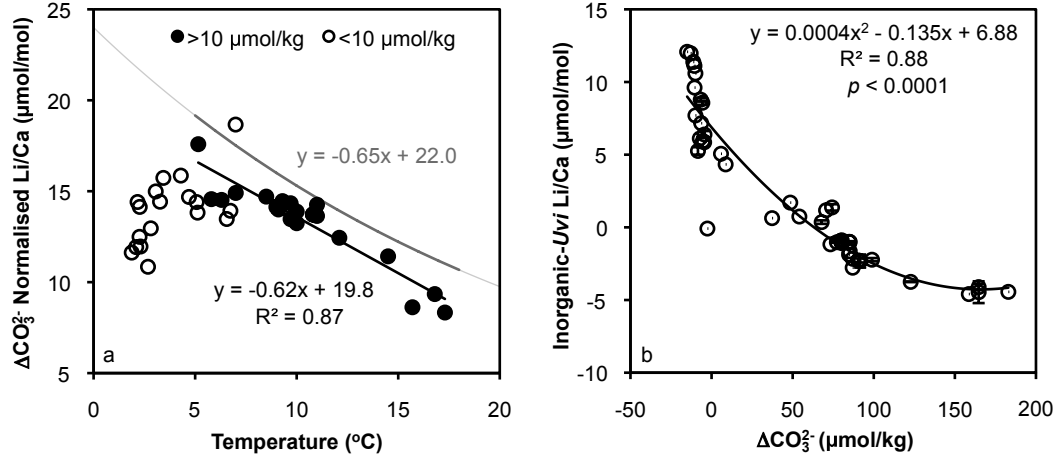 25
20
15
10
5
0
5
10
15
20
ΔCO₃²⁻ Normalised Li/Ca (μmol/mol)
Temperature (ºC)
>10 μmol/kg
<10 μmol/kg
y = -0.65x + 22.0
y = -0.62x + 19.8
R² = 0.87
a
15
10
5
0
-5
-10
-50
0
50
100
150
200
Inorganic-Uvi Li/Ca (μmol/mol)
ΔCO₃²⁻ (μmol/kg)
y = 0.0004x² - 0.135x + 6.88
R² = 0.88
p < 0.0001
b